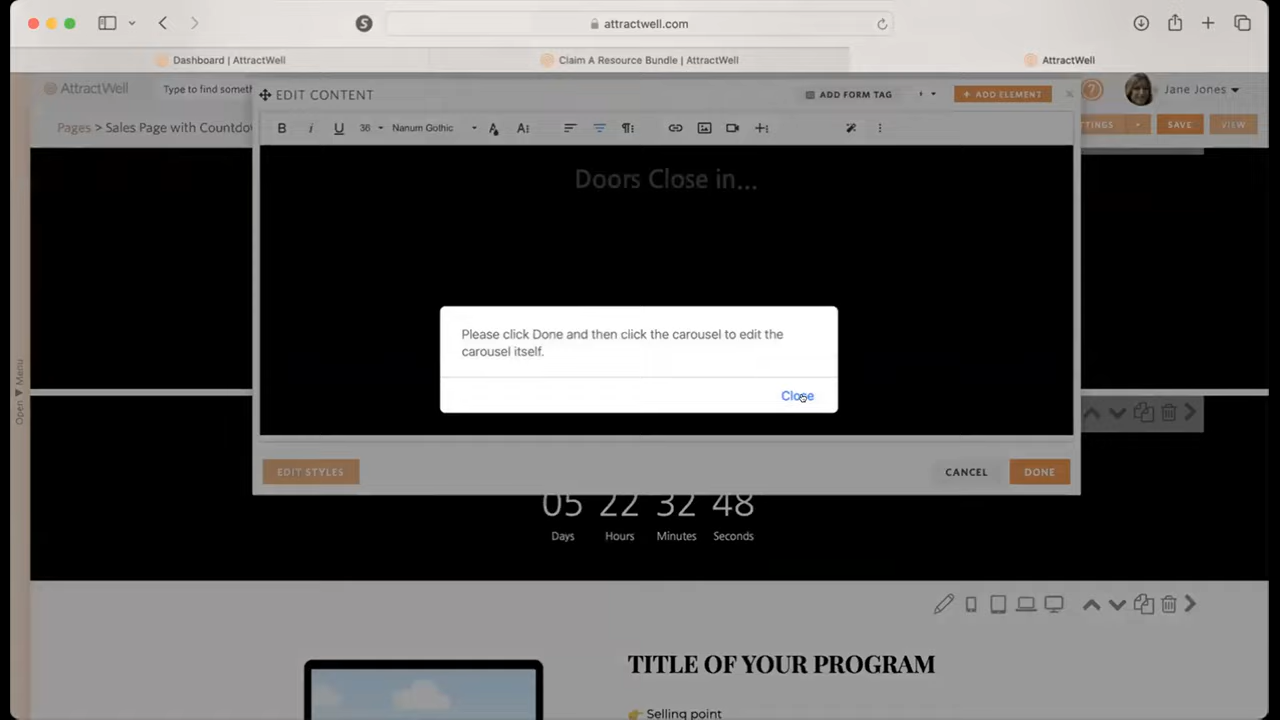 attractwell.com
Dashboard | AttractWell
Claim A Resource Bundle | AttractWell
AttractWell
AttractWell
Type to find someth
Jane Jones
Pages > Sales Page with Countdo
TTINGS
SAVE
VIEW
EDIT CONTENT
ADD FORM TAG
+ ADD ELEMENT
B i U 36 Nanum Gothic
Doors Close in...
Please click Done and then click the carousel to edit the
carousel itself.
Close
Open ▼ Menu
EDIT STYLES
CANCEL
DONE
05 22 32 48
Days Hours Minutes Seconds
TITLE OF YOUR PROGRAM
👉 Selling point